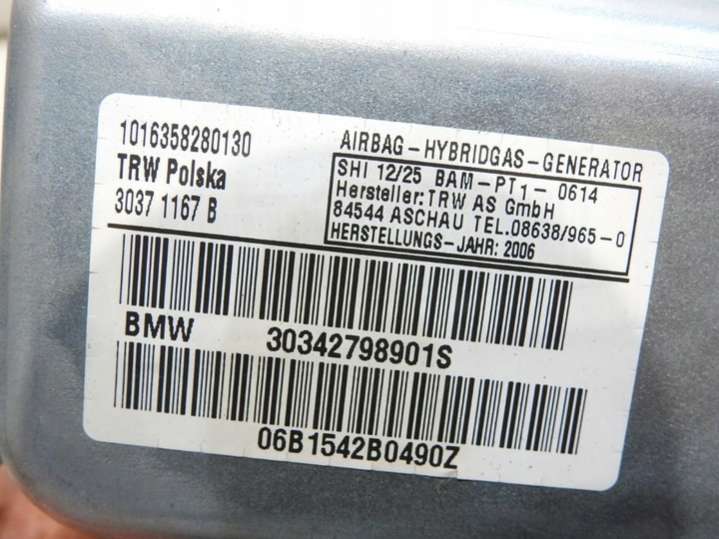 1016358280130
TRW Polska
3037 1167 B
AIRBAG-HYBRIDGAS-GENERATOR
SHI 12/25 BAM-PT1-0614
Hersteller:TRW AS GmbH
84544 ASCHAU TEL.08638/965-0
HERSTELLUNGS-JAHR: 2006
BMW 30342798901S
06B1542B0490Z